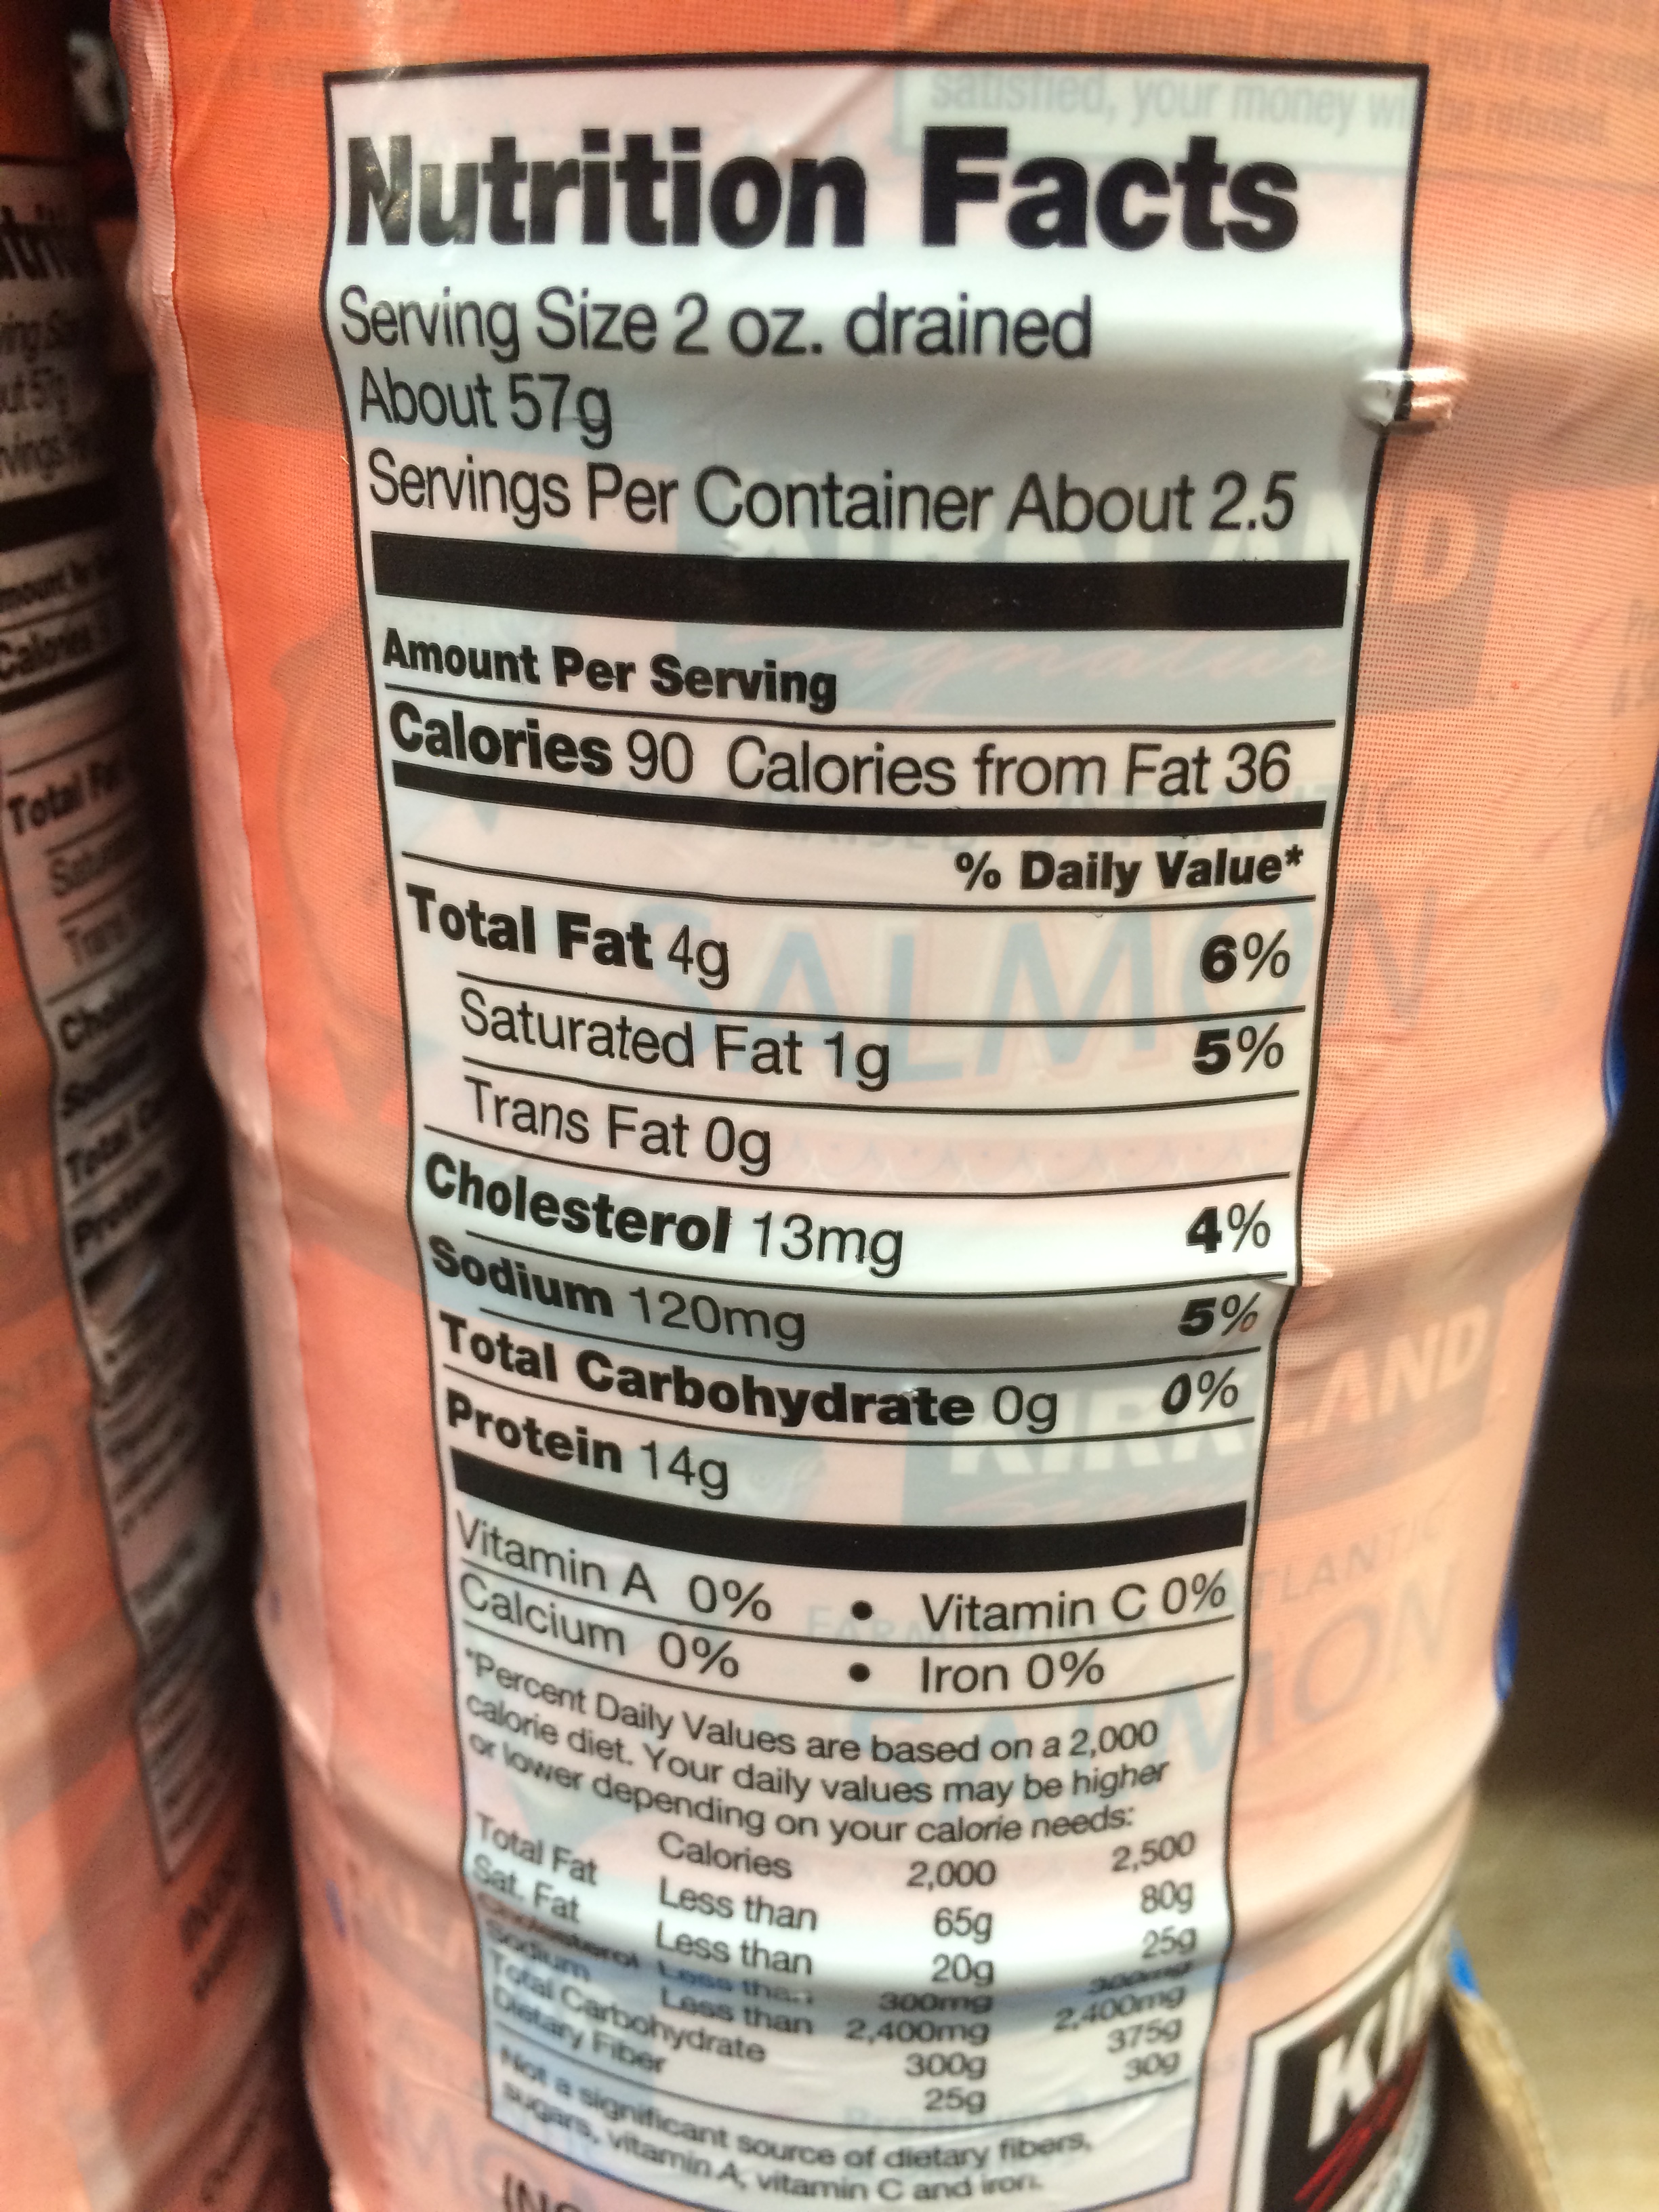 satisfied, your money will be refunded
Nutrition Facts
Serving Size 2 oz. drained
About 57g
Servings Per Container About 2.5
Amount Per Serving
Calories 90 Calories from Fat 36
% Daily Value*
Total Fat 4g 6%
Saturated Fat 1g 5%
Trans Fat 0g
Cholesterol 13mg 4%
Sodium 120mg 5%
Total Carbohydrate 0g 0%
Protein 14g
Vitamin A 0% • Vitamin C 0%
Calcium 0% • Iron 0%
*Percent Daily Values are based on a 2,000
calorie diet. Your daily values may be higher
or lower depending on your calorie needs:
Calories 2,000 2,500
Total Fat Less than 65g 80g
Sat. Fat Less than 20g 25g
Cholesterol Less than 300mg 300mg
Sodium Less than 2,400mg 2,400mg
Total Carbohydrate 300g 375g
Dietary Fiber 25g 30g
Not a significant source of dietary fibers,
sugars, vitamin A, vitamin C and iron.
KIRKLAND
ATLANTIC
SALMON
KIRKLAND
ATLANTIC
SALMON